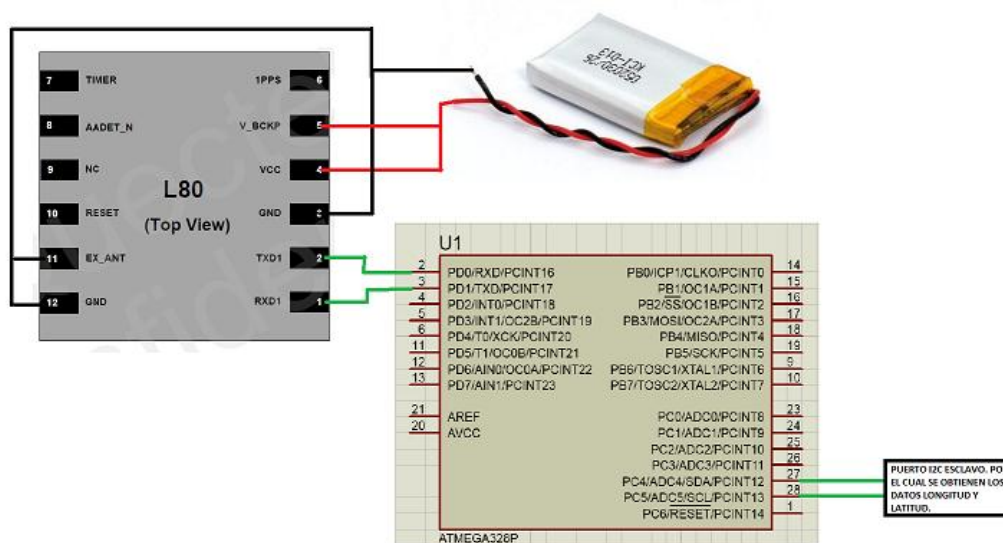 7 TIMER 1PPS 6
8 AADET_N V_BCKP 5
9 NC VCC 4
L80
10 RESET GND 3
(Top View)
11 EX_ANT TXD1 2
12 GND RXD1 1
052030/26
KC1-013
U1
2 PD0/RXD/PCINT16 PB0/ICP1/CLKO/PCINT0 14
3 PD1/TXD/PCINT17 PB1/OC1A/PCINT1 15
4 PD2/INT0/PCINT18 PB2/SS/OC1B/PCINT2 16
5 PD3/INT1/OC2B/PCINT19 PB3/MOSI/OC2A/PCINT3 17
6 PD4/T0/XCK/PCINT20 PB4/MISO/PCINT4 18
11 PD5/T1/OC0B/PCINT21 PB5/SCK/PCINT5 19
12 PD6/AIN0/OC0A/PCINT22 PB6/TOSC1/XTAL1/PCINT6 9
13 PD7/AIN1/PCINT23 PB7/TOSC2/XTAL2/PCINT7 10
21 AREF PC0/ADC0/PCINT8 23
20 AVCC PC1/ADC1/PCINT9 24
PC2/ADC2/PCINT10 25
PC3/ADC3/PCINT11 26
PC4/ADC4/SDA/PCINT12 27
PC5/ADC5/SCL/PCINT13 28
PC6/RESET/PCINT14 1
ATMEGA328P
PUERTO I2C ESCLAVO. PO
EL CUAL SE OBTIENEN LOS
DATOS LONGITUD Y
LATITUD.